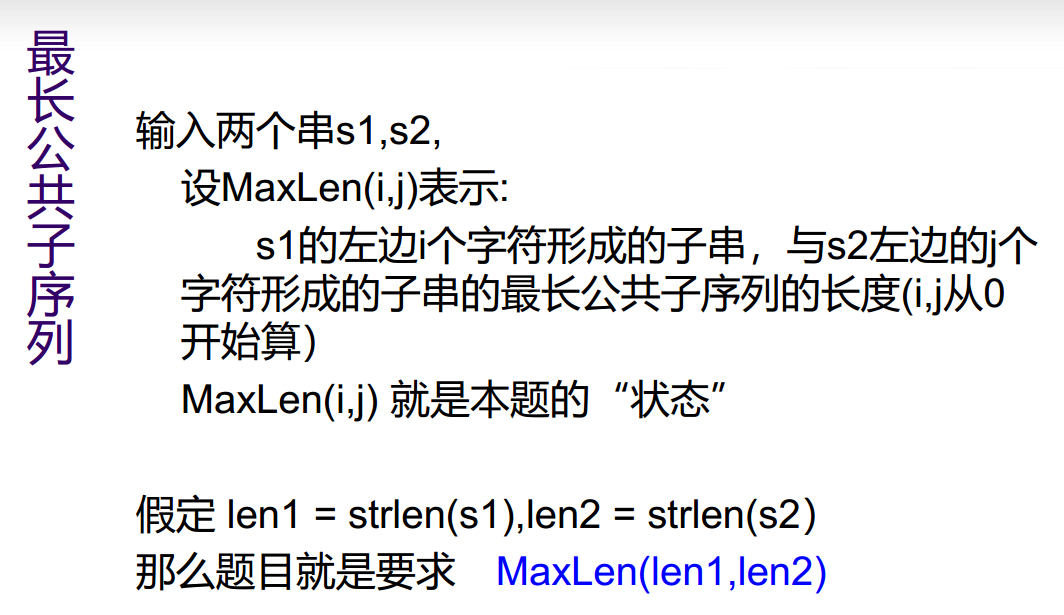 最长公共子序列
输入两个串s1,s2,
设MaxLen(i,j)表示:
s1的左边i个字符形成的子串，与s2左边的j个
字符形成的子串的最长公共子序列的长度(i,j从0
开始算）
MaxLen(i,j) 就是本题的“状态”
假定 len1 = strlen(s1),len2 = strlen(s2）
那么题目就是要求 MaxLen(len1,len2)